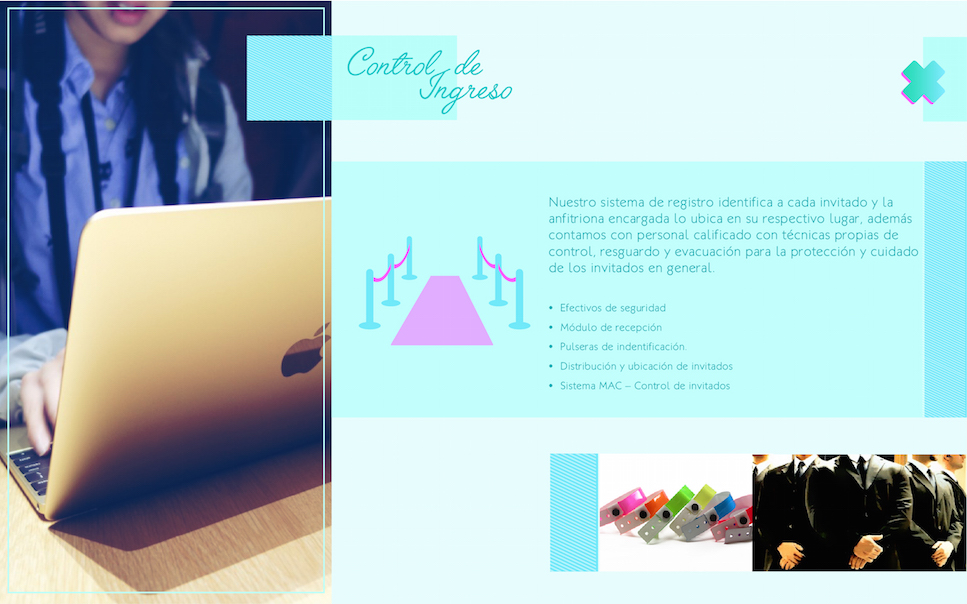 Control de
Ingreso
Nuestro sistema de registro identifica a cada invitado y la
anfitriona encargada lo ubica en su respectivo lugar, además
contamos con personal calificado con técnicas propias de
control, resguardo y evacuación para la protección y cuidado
de los invitados en general.
• Efectivos de seguridad
• Módulo de recepción
• Pulseras de indentificación.
• Distribución y ubicación de invitados
• Sistema MAC – Control de invitados